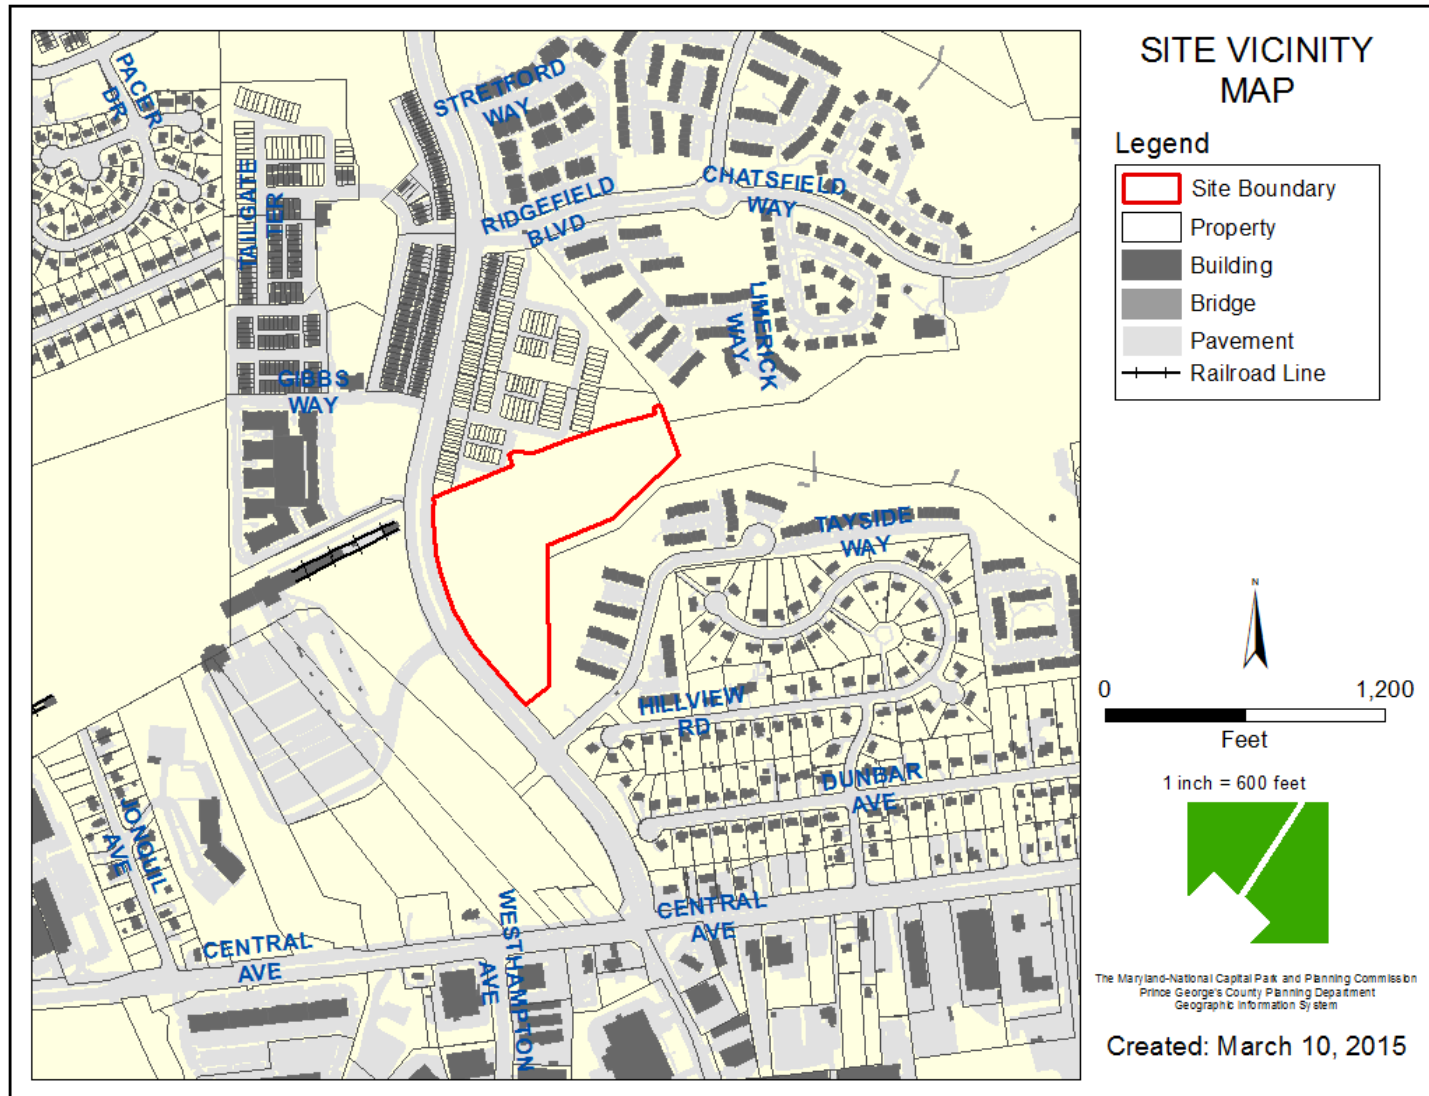 PACER
DR
STRETFORD
WAY
TAILGATE
TER
RIDGEFIELD
BLVD
CHATSFIELD
WAY
LIMERICK
WAY
GIBBS
WAY
TAYSIDE
WAY
HILLVIEW
RD
DUNBAR
AVE
JONQUIL
AVE
CENTRAL
AVE
WESTHAMPTON
AVE
CENTRAL
AVE
SITE VICINITY
MAP
Legend
Site Boundary
Property
Building
Bridge
Pavement
Railroad Line
N
0 1,200
Feet
1 inch = 600 feet
The Maryland-National Capital Park and Planning Commission
Prince George's County Planning Department
Geographic Information System
Created: March 10, 2015